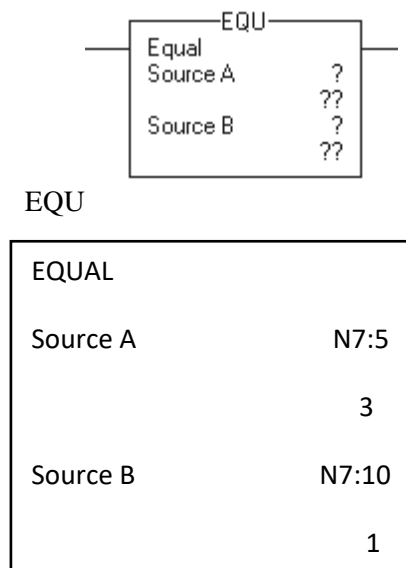 EQU
Equal
Source A ?
??
Source B ?
??
EQU
EQUAL
Source A N7:5
3
Source B N7:10
1